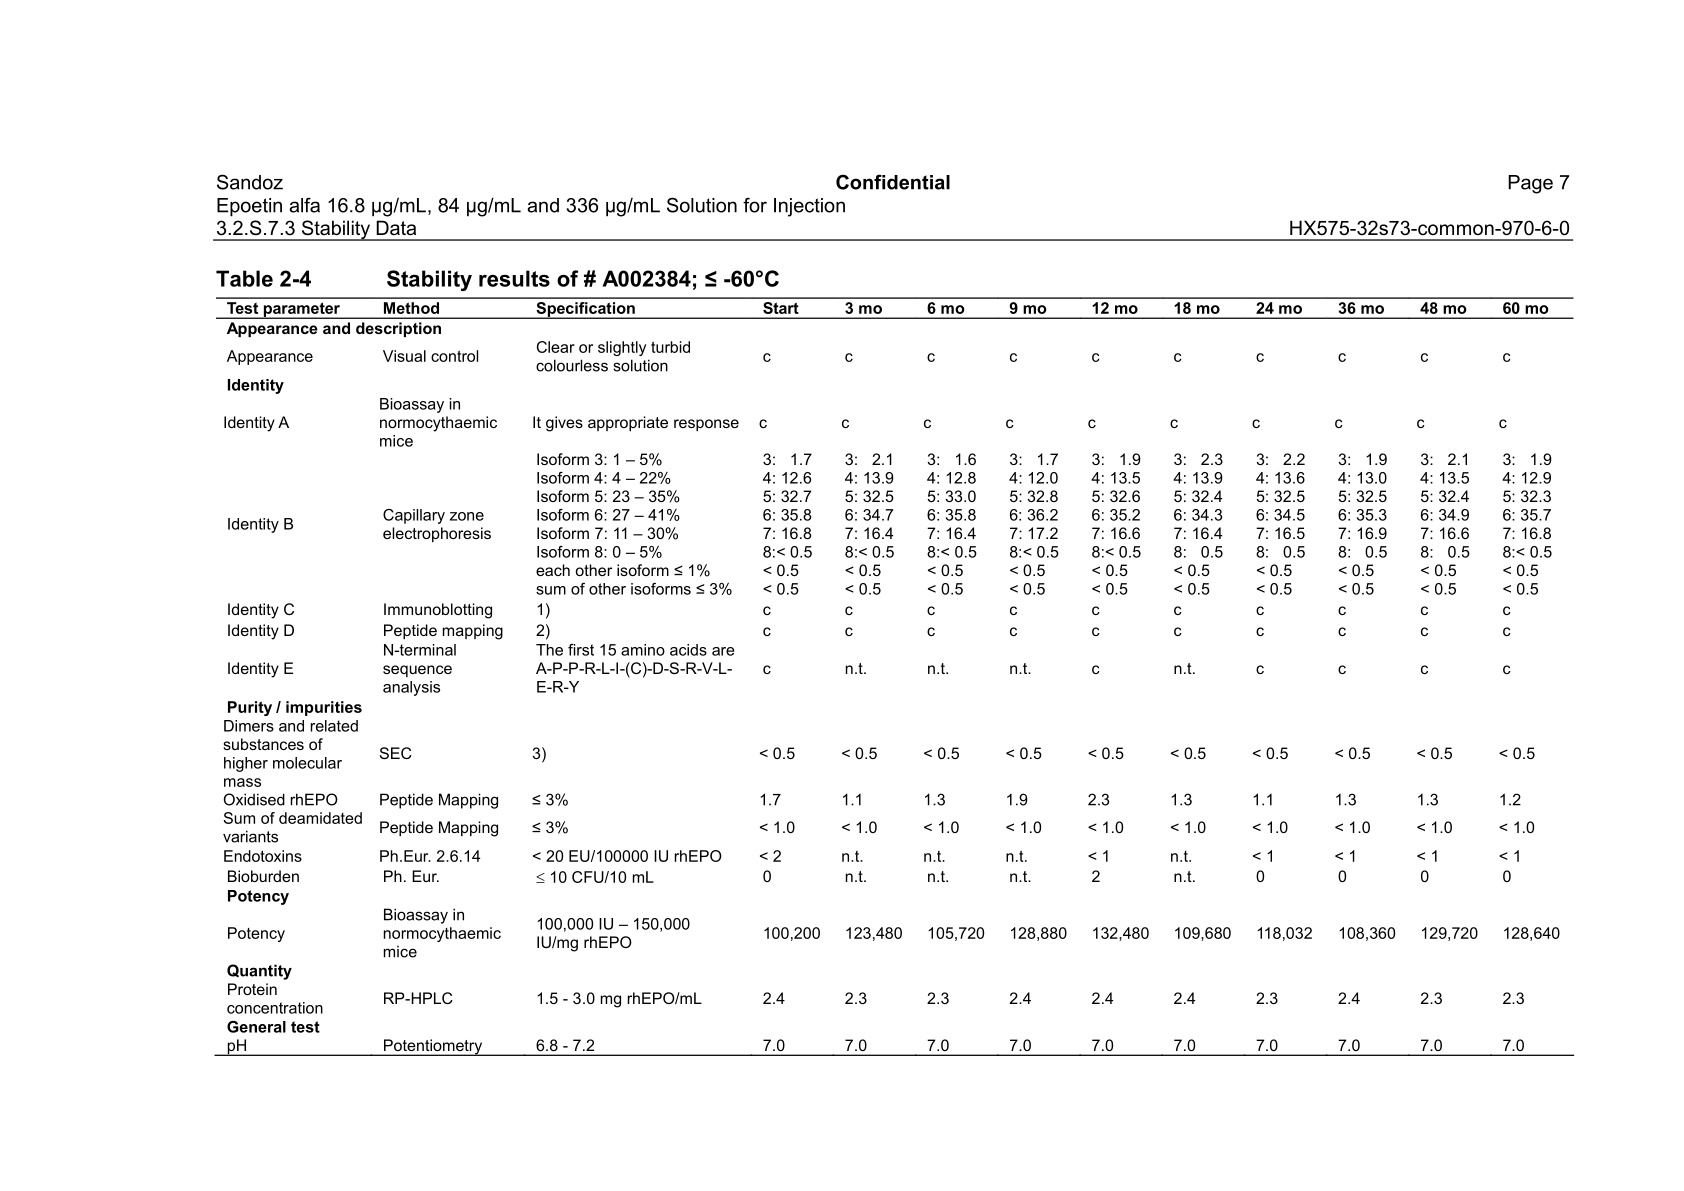 Sandoz Confidential Page 7
Epoetin alfa 16.8 µg/mL, 84 µg/mL and 336 µg/mL Solution for Injection
3.2.S.7.3 Stability Data HX575-32s73-common-970-6-0
Table 2-4 Stability results of # A002384; ≤ -60°C
Test parameter Method Specification Start 3 mo 6 mo 9 mo 12 mo 18 mo 24 mo 36 mo 48 mo 60 mo
Appearance and description
Appearance Visual control Clear or slightly turbid
colourless solution c c c c c c c c c c
Identity
Identity A Bioassay in
normocythaemic
mice It gives appropriate response c c c c c c c c c c
Identity B Capillary zone
electrophoresis
Isoform 3: 1 – 5% 3: 1.7 3: 2.1 3: 1.6 3: 1.7 3: 1.9 3: 2.3 3: 2.2 3: 1.9 3: 2.1 3: 1.9
Isoform 4: 4 – 22% 4: 12.6 4: 13.9 4: 12.8 4: 12.0 4: 13.5 4: 13.9 4: 13.6 4: 13.0 4: 13.5 4: 12.9
Isoform 5: 23 – 35% 5: 32.7 5: 32.5 5: 33.0 5: 32.8 5: 32.6 5: 32.4 5: 32.5 5: 32.5 5: 32.4 5: 32.3
Isoform 6: 27 – 41% 6: 35.8 6: 34.7 6: 35.8 6: 36.2 6: 35.2 6: 34.3 6: 34.5 6: 35.3 6: 34.9 6: 35.7
Isoform 7: 11 – 30% 7: 16.8 7: 16.4 7: 16.4 7: 17.2 7: 16.6 7: 16.4 7: 16.5 7: 16.9 7: 16.6 7: 16.8
Isoform 8: 0 – 5% 8:< 0.5 8:< 0.5 8:< 0.5 8:< 0.5 8:< 0.5 8: 0.5 8: 0.5 8: 0.5 8: 0.5 8:< 0.5
each other isoform ≤ 1% < 0.5 < 0.5 < 0.5 < 0.5 < 0.5 < 0.5 < 0.5 < 0.5 < 0.5 < 0.5
sum of other isoforms ≤ 3% < 0.5 < 0.5 < 0.5 < 0.5 < 0.5 < 0.5 < 0.5 < 0.5 < 0.5 < 0.5
Identity C Immunoblotting 1) c c c c c c c c c c
Identity D Peptide mapping 2) c c c c c c c c c c
Identity E N-terminal
sequence
analysis The first 15 amino acids are
A-P-P-R-L-I-(C)-D-S-R-V-L-
E-R-Y c n.t. n.t. n.t. c n.t. c c c c
Purity / impurities
Dimers and related
substances of
higher molecular
mass SEC 3) < 0.5 < 0.5 < 0.5 < 0.5 < 0.5 < 0.5 < 0.5 < 0.5 < 0.5 < 0.5
Oxidised rhEPO Peptide Mapping ≤ 3% 1.7 1.1 1.3 1.9 2.3 1.3 1.1 1.3 1.3 1.2
Sum of deamidated
variants Peptide Mapping ≤ 3% < 1.0 < 1.0 < 1.0 < 1.0 < 1.0 < 1.0 < 1.0 < 1.0 < 1.0 < 1.0
Endotoxins Ph.Eur. 2.6.14 < 20 EU/100000 IU rhEPO < 2 n.t. n.t. n.t. < 1 n.t. < 1 < 1 < 1 < 1
Bioburden Ph. Eur. ≤ 10 CFU/10 mL 0 n.t. n.t. n.t. 2 n.t. 0 0 0 0
Potency
Potency Bioassay in
normocythaemic
mice 100,000 IU – 150,000
IU/mg rhEPO 100,200 123,480 105,720 128,880 132,480 109,680 118,032 108,360 129,720 128,640
Quantity
Protein
concentration RP-HPLC 1.5 - 3.0 mg rhEPO/mL 2.4 2.3 2.3 2.4 2.4 2.4 2.3 2.4 2.3 2.3
General test
pH Potentiometry 6.8 - 7.2 7.0 7.0 7.0 7.0 7.0 7.0 7.0 7.0 7.0 7.0